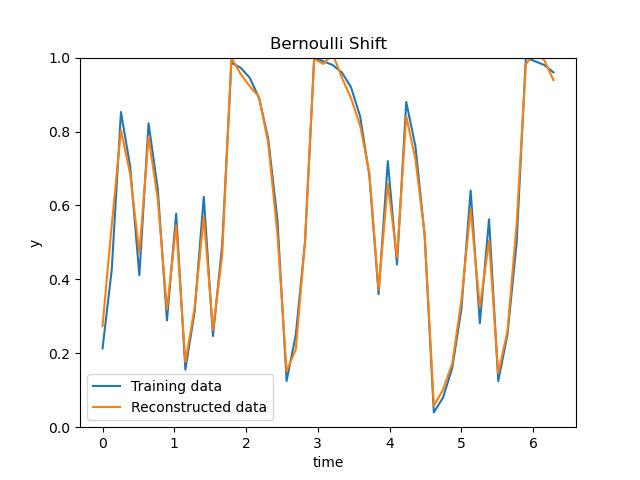 Bernoulli Shift
1.0
0.8
0.6
0.4
0.2
0.0
y
Training data
Reconstructed data
0 1 2 3 4 5 6
time